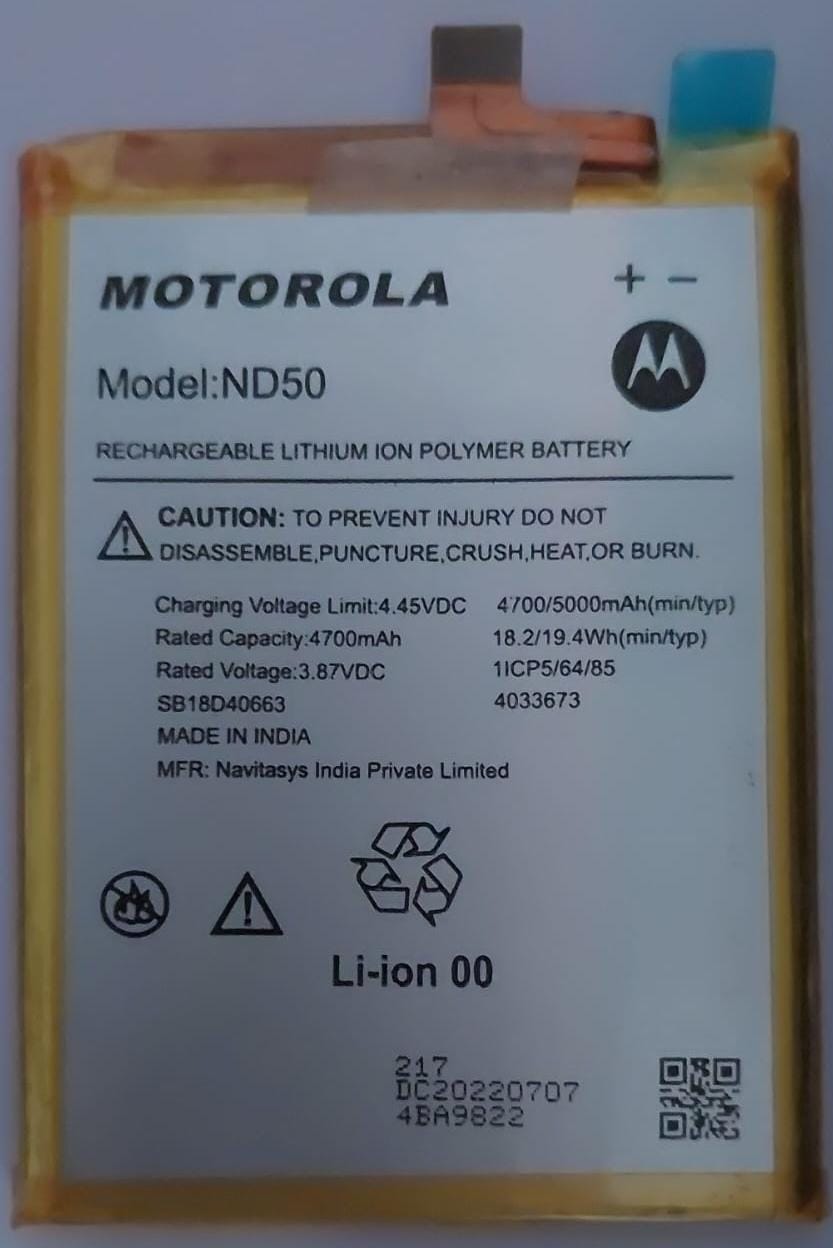 MOTOROLA
+ −
Model:ND50
RECHARGEABLE LITHIUM ION POLYMER BATTERY
CAUTION: TO PREVENT INJURY DO NOT
DISASSEMBLE,PUNCTURE,CRUSH,HEAT,OR BURN.
Charging Voltage Limit:4.45VDC 4700/5000mAh(min/typ)
Rated Capacity:4700mAh 18.2/19.4Wh(min/typ)
Rated Voltage:3.87VDC 1ICP5/64/85
SB18D40663 4033673
MADE IN INDIA
MFR: Navitasys India Private Limited
Li-ion 00
217
DC20220707
4BA9822